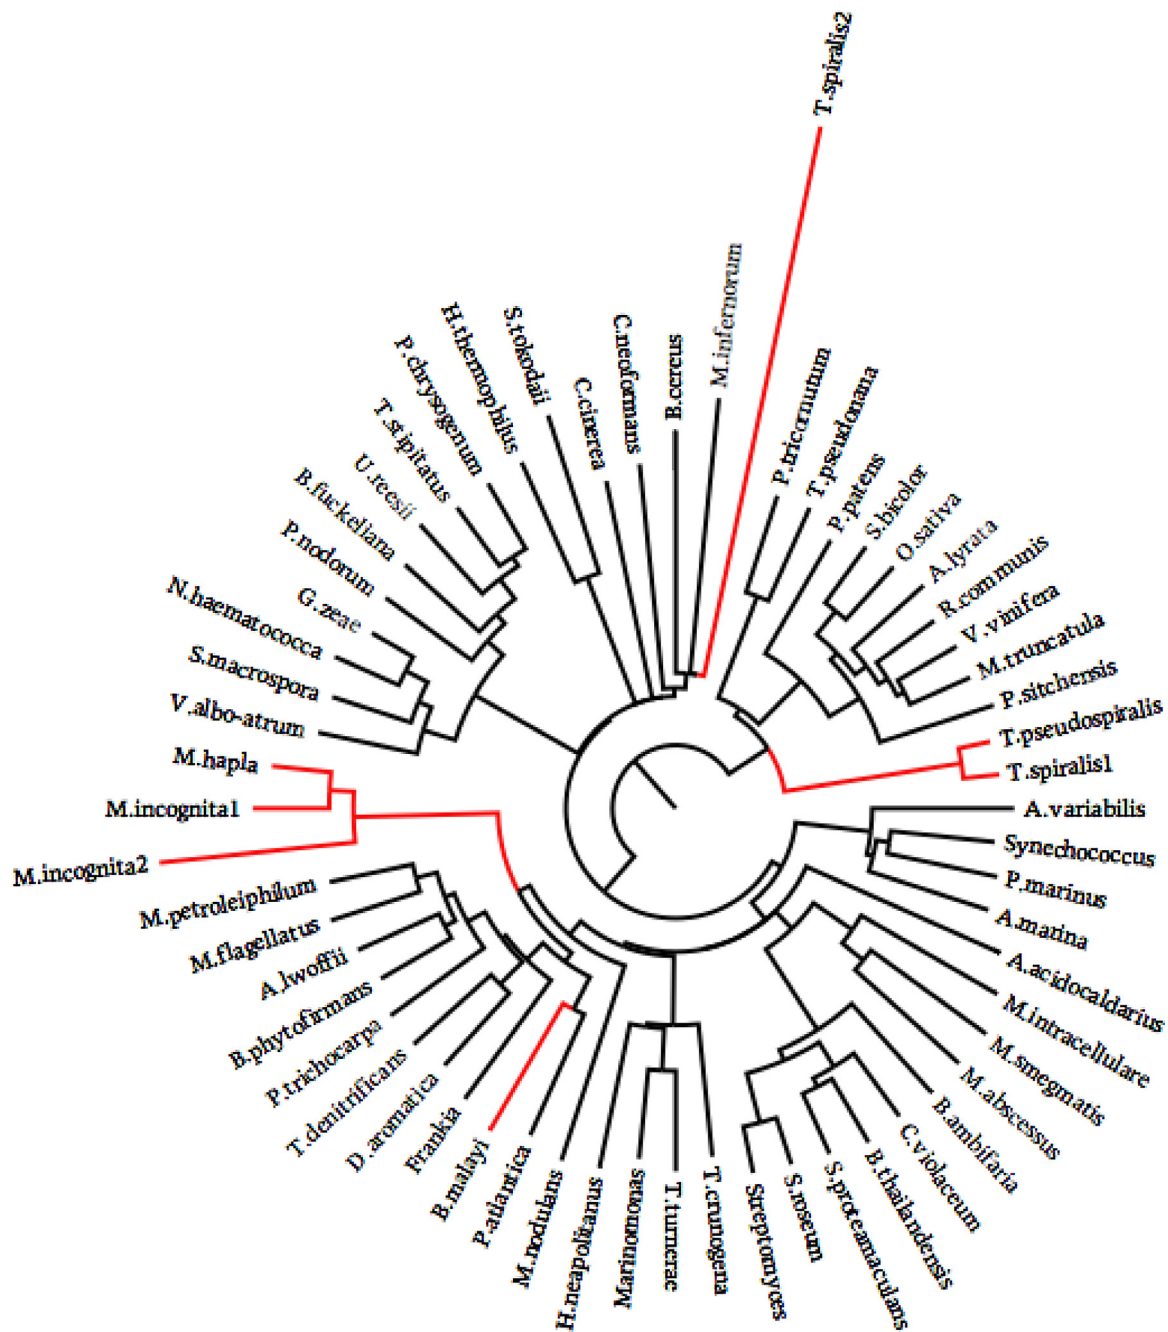 T.spiralis2
M.infernorum
B.cereus
C.neoformans
C.cinerea
S.tokodaii
H.thermophilus
P.chrysogenum
T.stipitatus
U.reesii
B.fuckeliana
P.nodorum
G.zeae
N.haematococca
S.macrospora
V.albo-atrum
M.hapla
M.incognita1
M.incognita2
M.petroleiphilum
M.flagellatus
A.lwoffii
B.phytofirmans
P.trichocarpa
T.denitrificans
D.aromatica
Frankia
B.malayi
P.atlantica
M.nodulans
H.neapolitanus
Marinomonas
T.turnerae
T.crunogena
Streptomyces
S.roseum
S.proteamaculans
B.thailandensis
C.violaceum
B.ambifaria
M.abscessus
M.smegmatis
M.intracellulare
A.acidocaldarius
A.marina
P.marinus
Synechococcus
A.variabilis
T.spiralis1
T.pseudospiralis
P.sitchensis
M.truncatula
V.vinifera
R.communis
A.lyrata
O.sativa
S.bicolor
P.patens
T.pseudonana
P.tricornutum